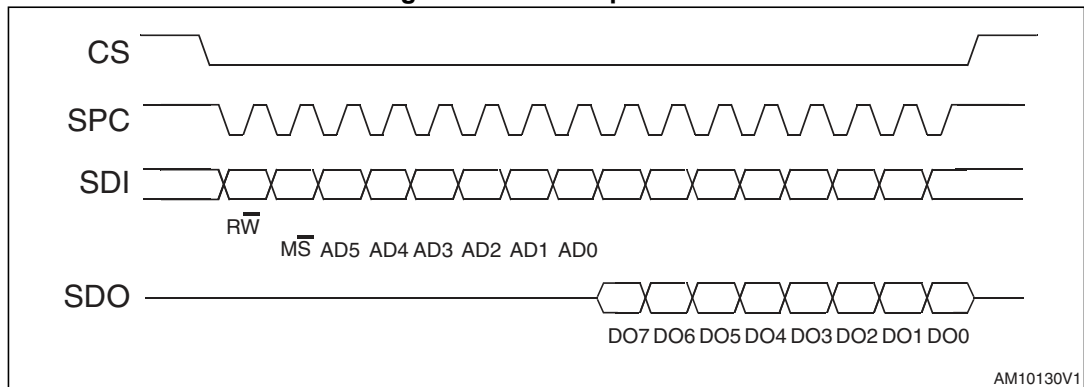 CS
SPC
SDI
RW̅
MS̅ AD5 AD4 AD3 AD2 AD1 AD0
SDO
DO7 DO6 DO5 DO4 DO3 DO2 DO1 DO0
AM10130V1